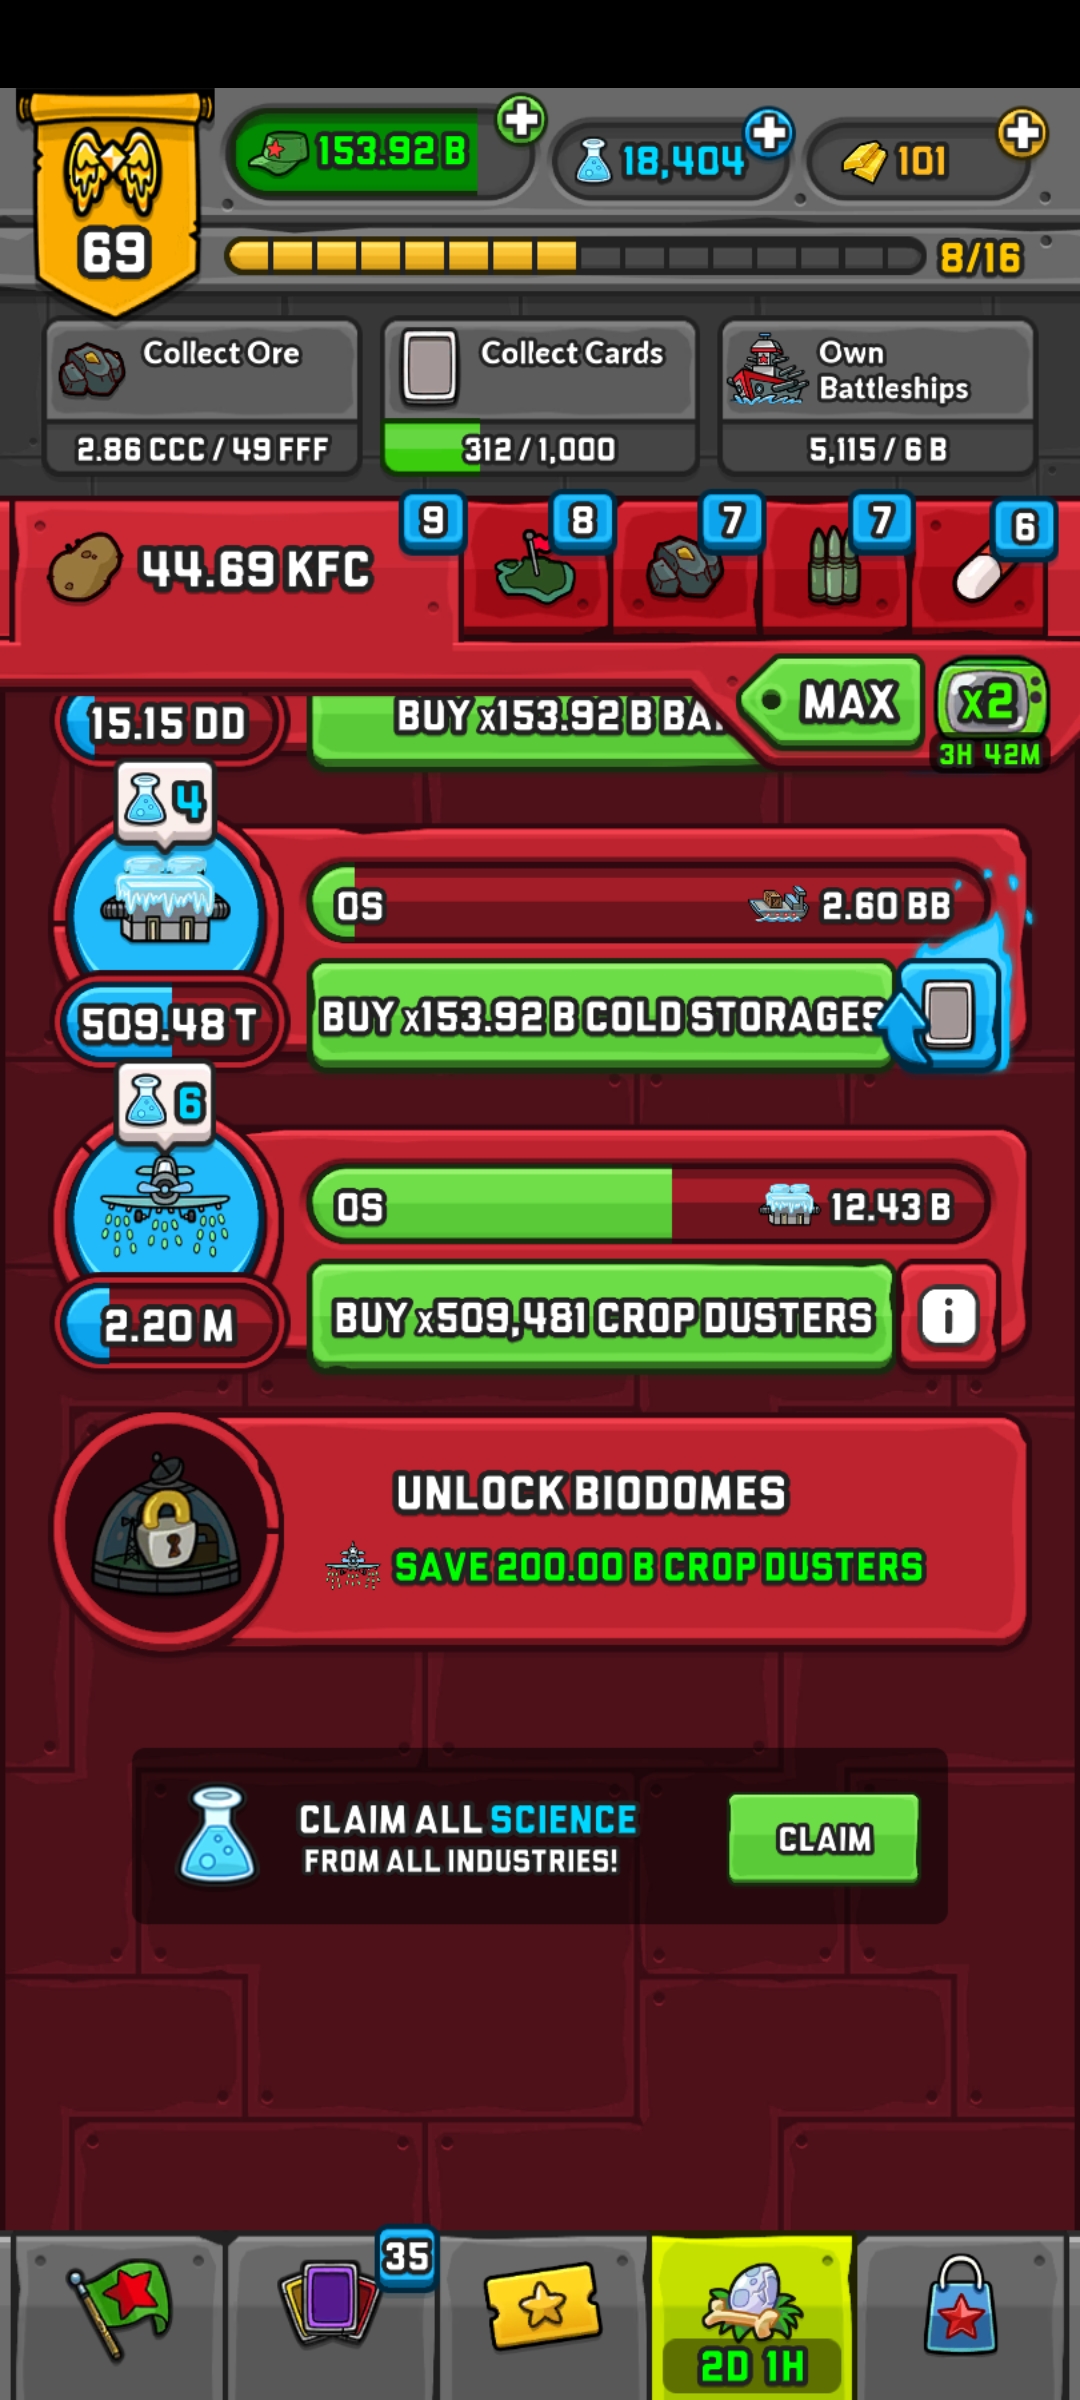 153.92 B
18,404
101
69
8/16
Collect Ore
2.86 CCC / 49 FFF
Collect Cards
312 / 1,000
Own
Battleships
5,115 / 6 B
44.69 KFC
9
8
7
7
6
MAX
x2
3H 42M
15.15 DD
BUY x153.92 B BA
4
0S
2.60 BB
509.48 T
BUY x153.92 B COLD STORAGES
6
0S
12.43 B
2.20 M
BUY x509,481 CROP DUSTERS
i
UNLOCK BIODOMES
SAVE 200.00 B CROP DUSTERS
CLAIM ALL SCIENCE
FROM ALL INDUSTRIES!
CLAIM
35
2D 1H